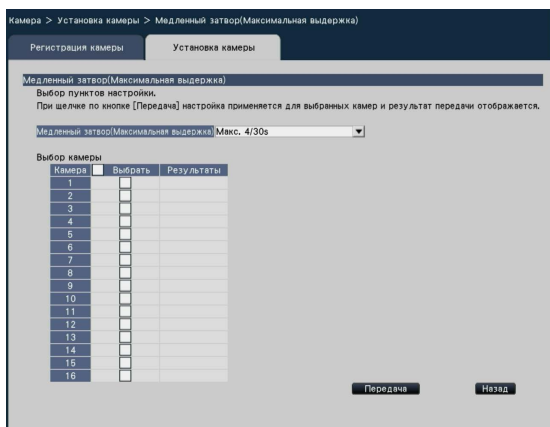 Камера > Установка камеры > Медленный затвор(Максимальная выдержка)
Регистрация камеры Установка камеры
Медленный затвор(Максимальная выдержка)
Выбор пунктов настройки.
При щелчке по кнопке [Передача] настройка применяется для выбранных камер и результат передачи отображается.
Медленный затвор(Максимальная выдержка) Макс. 4/30s
Выбор камеры
Камера Выбрать Результаты
1
2
3
4
5
6
7
8
9
10
11
12
13
14
15
16
Передача Назад